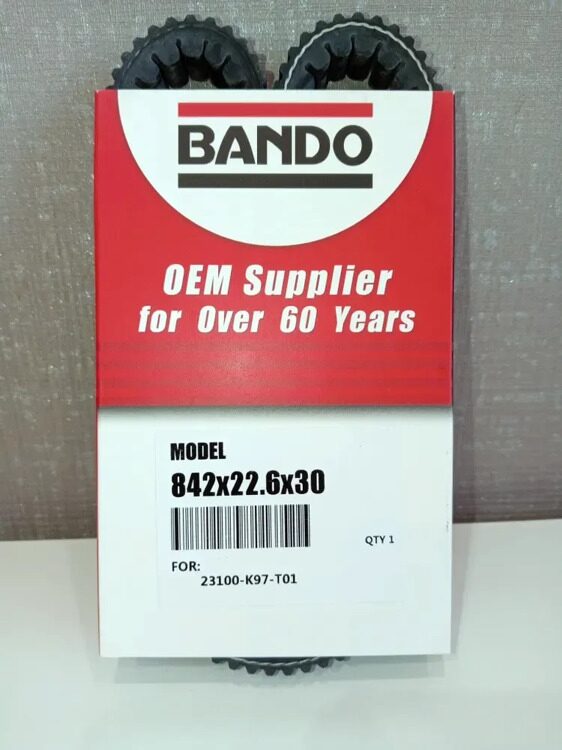 BANDO
OEM Supplier
for Over 60 Years
MODEL
842x22.6x30
QTY 1
FOR:
23100-K97-T01